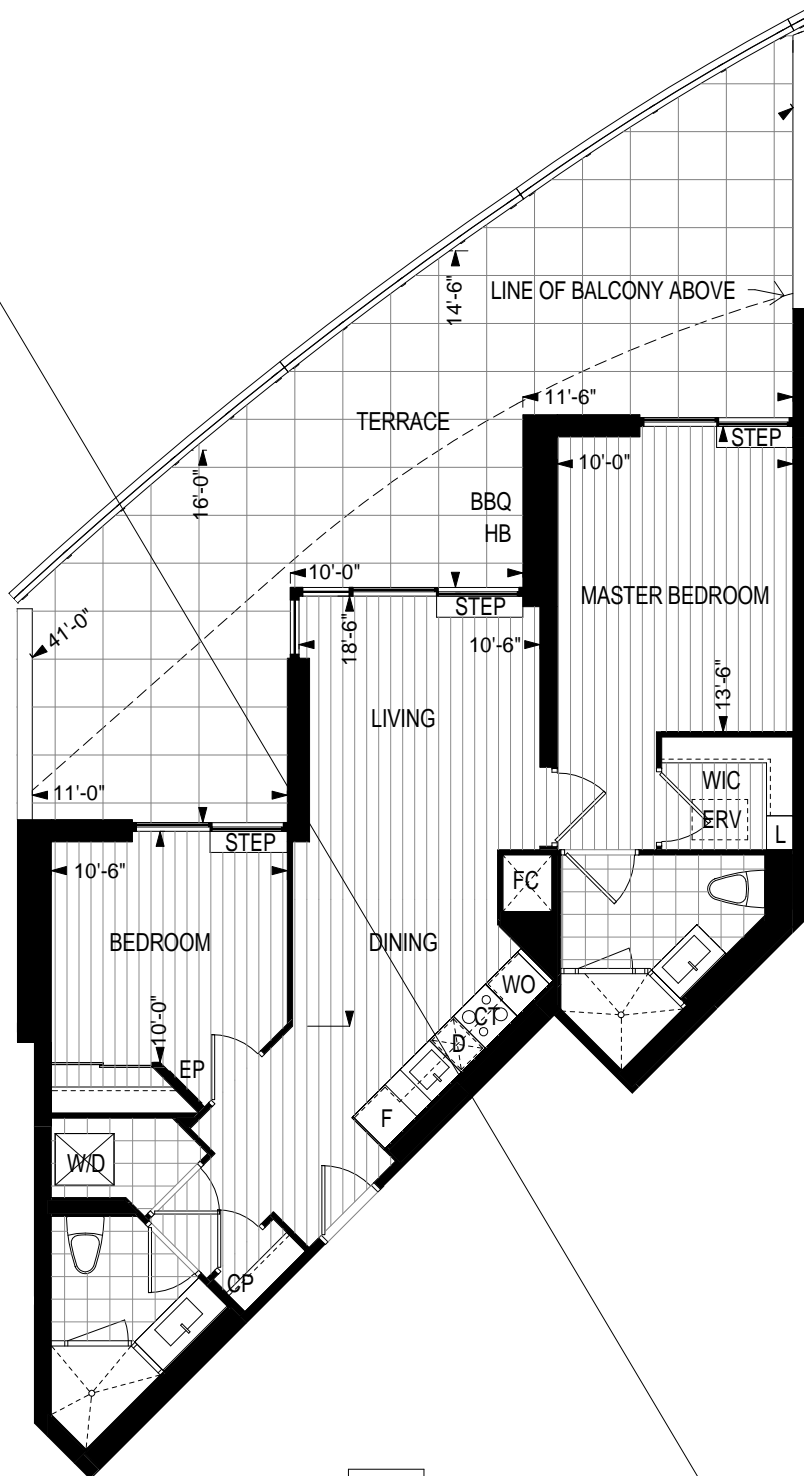 14'-6"
LINE OF BALCONY ABOVE
11'-6"
TERRACE
STEP
16'-0"
10'-0"
BBQ
HB
10'-0"
STEP
MASTER BEDROOM
41'-0"
18'-6"
10'-6"
13'-6"
LIVING
WIC
11'-0"
ERV
STEP
L
10'-6"
FC
BEDROOM
DINING
WO
CT
D
10'-0"
EP
F
W/D
CP